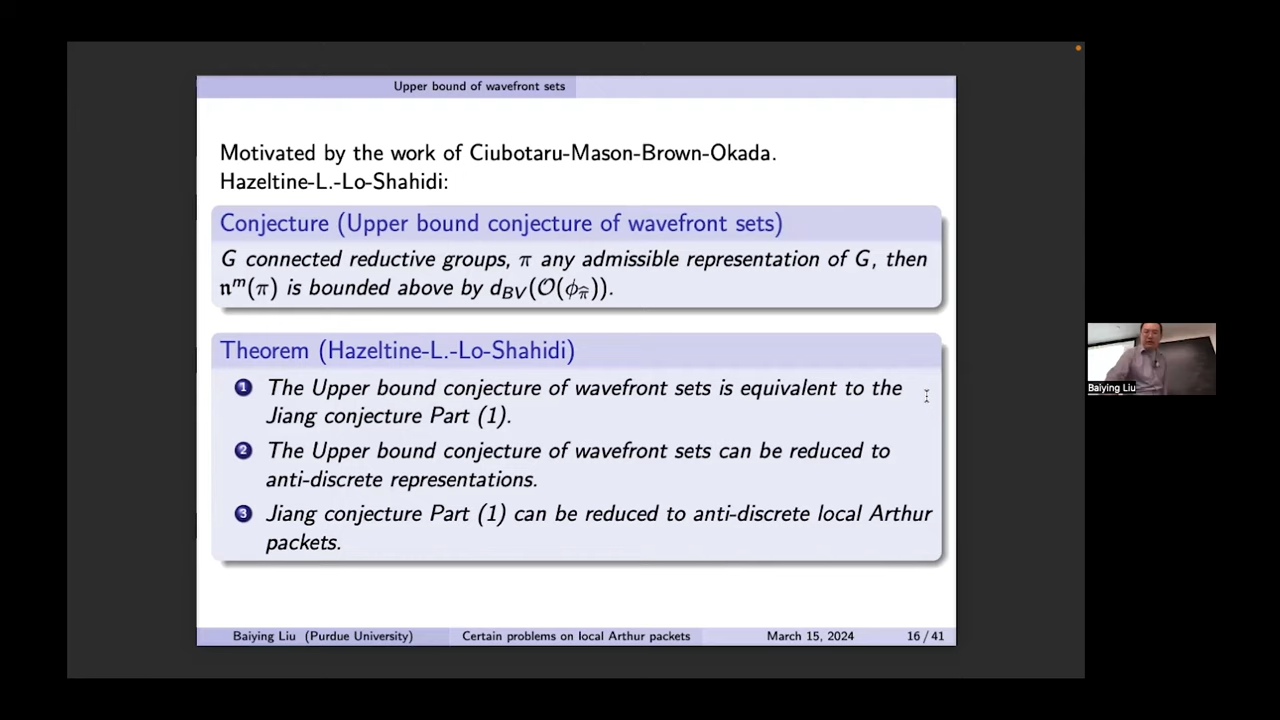 Upper bound of wavefront sets
Motivated by the work of Ciubotaru-Mason-Brown-Okada.
Hazeltine-L.-Lo-Shahidi:
Conjecture (Upper bound conjecture of wavefront sets)
G connected reductive groups, π any admissible representation of G, then
𝔫ᵐ(π) is bounded above by d_{BV}(𝒪(ϕ_{π̂})).
Theorem (Hazeltine-L.-Lo-Shahidi)
1 The Upper bound conjecture of wavefront sets is equivalent to the
Jiang conjecture Part (1).
2 The Upper bound conjecture of wavefront sets can be reduced to
anti-discrete representations.
3 Jiang conjecture Part (1) can be reduced to anti-discrete local Arthur
packets.
Baiying Liu (Purdue University) Certain problems on local Arthur packets March 15, 2024 16 / 41
Baiying Liu